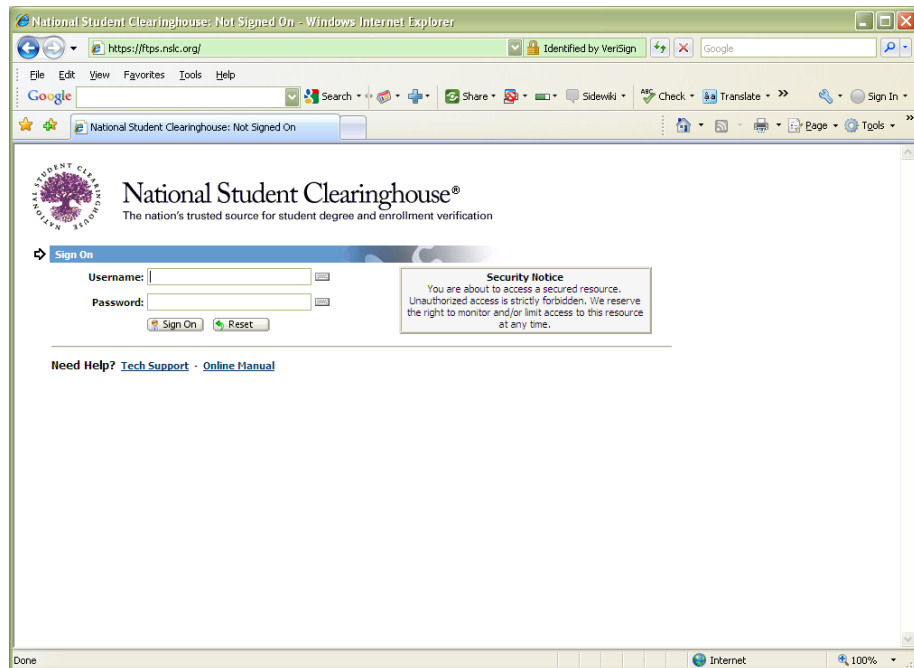 National Student Clearinghouse: Not Signed On - Windows Internet Explorer
https://ftps.nslc.org/ Identified by VeriSign Google
File Edit View Favorites Tools Help
Google Search Share Sidewiki Check Translate Sign In
National Student Clearinghouse: Not Signed On Page Tools
NATIONAL STUDENT CLEARINGHOUSE
National Student Clearinghouse®
The nation's trusted source for student degree and enrollment verification
Sign On
Username:
Password:
Sign On Reset
Security Notice
You are about to access a secured resource.
Unauthorized access is strictly forbidden. We reserve
the right to monitor and/or limit access to this resource
at any time.
Need Help? Tech Support - Online Manual
Done Internet 100%